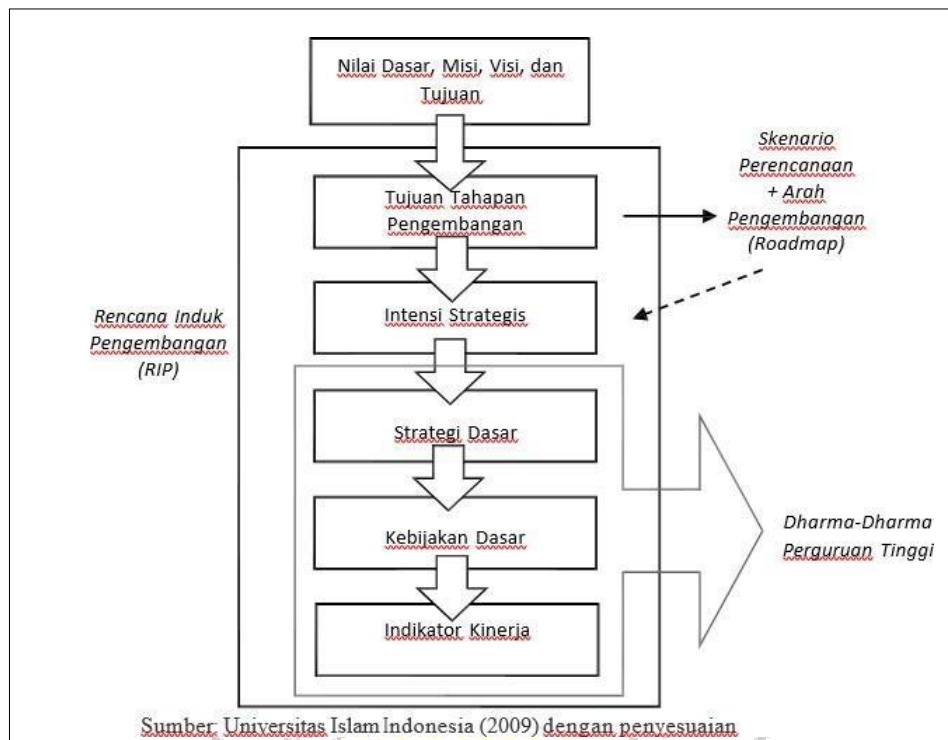 Nilai Dasar, Misi, Visi, dan
Tujuan
Skenario
Perencanaan
+ Arah
Pengembangan
(Roadmap)
Tujuan Tahapan
Pengembangan
Rencana Induk
Pengembangan
(RIP)
Intensi Strategis
Strategi Dasar
Kebijakan Dasar
Dharma-Dharma
Perguruan Tinggi
Indikator Kinerja
Sumber: Universitas Islam Indonesia (2009) dengan penyesuaian